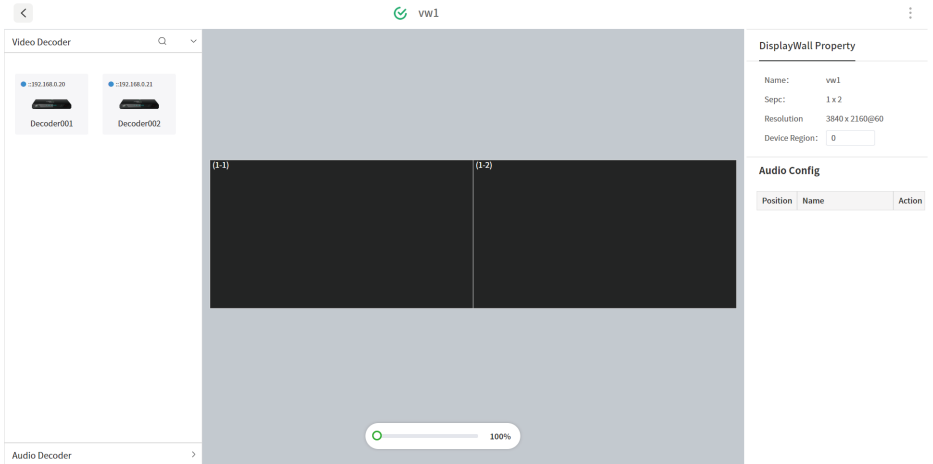 vw1
Video Decoder
::192.168.0.20
::192.168.0.21
Decoder001
Decoder002
Audio Decoder
(1-1)
(1-2)
100%
DisplayWall Property
Name:
vw1
Sepc:
1 x 2
Resolution
3840 x 2160@60
Device Region:
0
Audio Config
Position
Name
Action